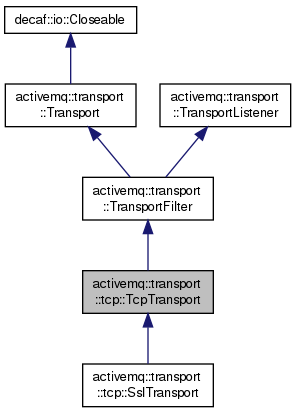 decaf::io::Closeable
activemq::transport
::Transport
activemq::transport
::TransportListener
activemq::transport
::TransportFilter
activemq::transport
::tcp::TcpTransport
activemq::transport
::tcp::SslTransport